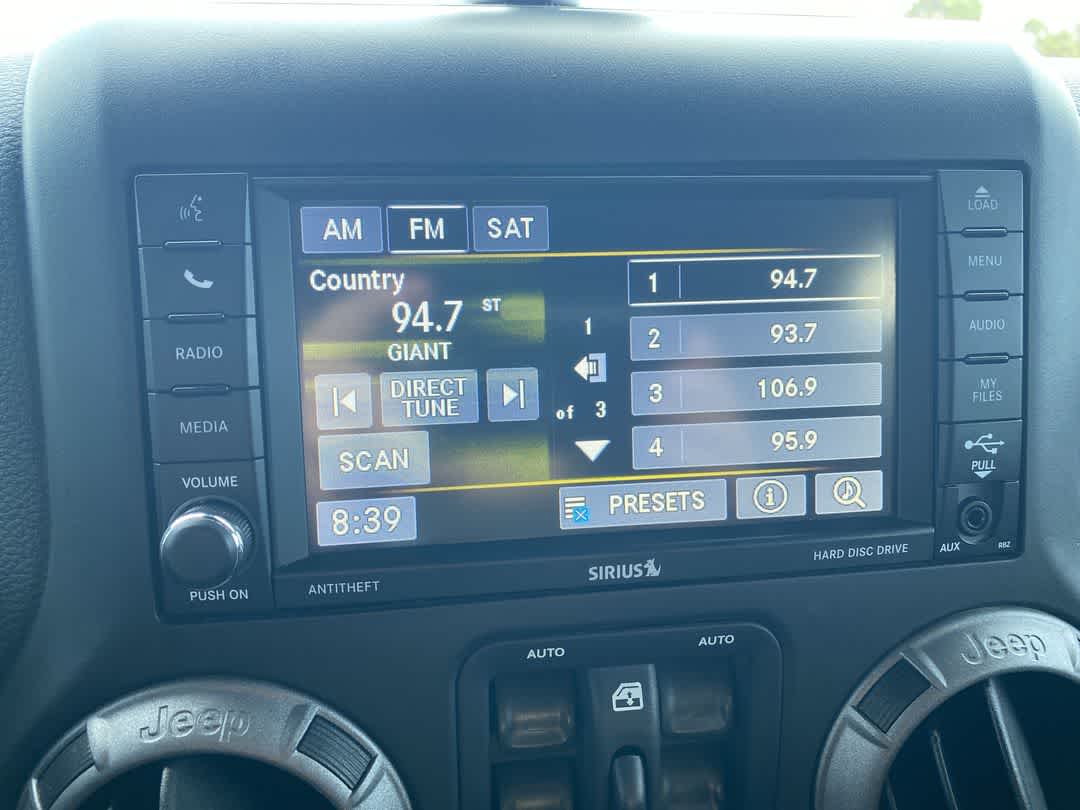 AM FM SAT
Country
94.7 ST
GIANT
DIRECT
TUNE
SCAN
8:39
1
of 3
1 94.7
2 93.7
3 106.9
4 95.9
PRESETS
i
RADIO
MEDIA
VOLUME
PUSH ON
LOAD
MENU
AUDIO
MY
FILES
PULL
AUX RBZ
ANTITHEFT
SIRIUS
HARD DISC DRIVE
AUTO AUTO
Jeep
Jeep